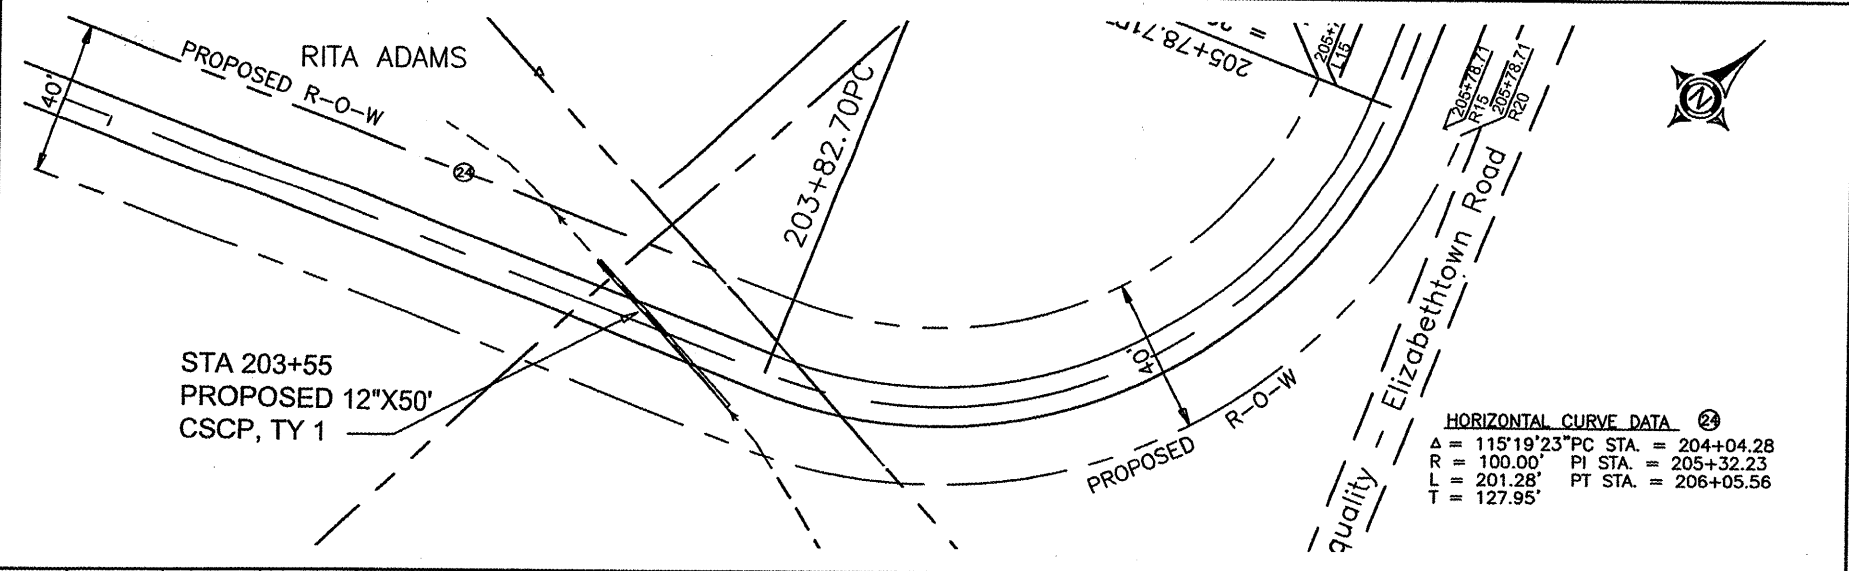 RITA ADAMS
PROPOSED R-O-W
40'
24
203+82.70PC
205+78.71
L15
205+78.71
R15
205+78.71
R20
N
STA 203+55
PROPOSED 12"X50'
CSCP, TY 1
40'
PROPOSED R-O-W
quality - Elizabethtown Road
HORIZONTAL CURVE DATA 24
Δ = 115°19'23" PC STA. = 204+04.28
R = 100.00' PI STA. = 205+32.23
L = 201.28' PT STA. = 206+05.56
T = 127.95'